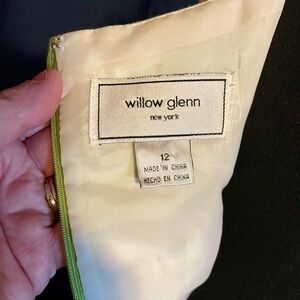 willow glenn
new york
12
MADE IN CHINA
HECHO EN CHINA